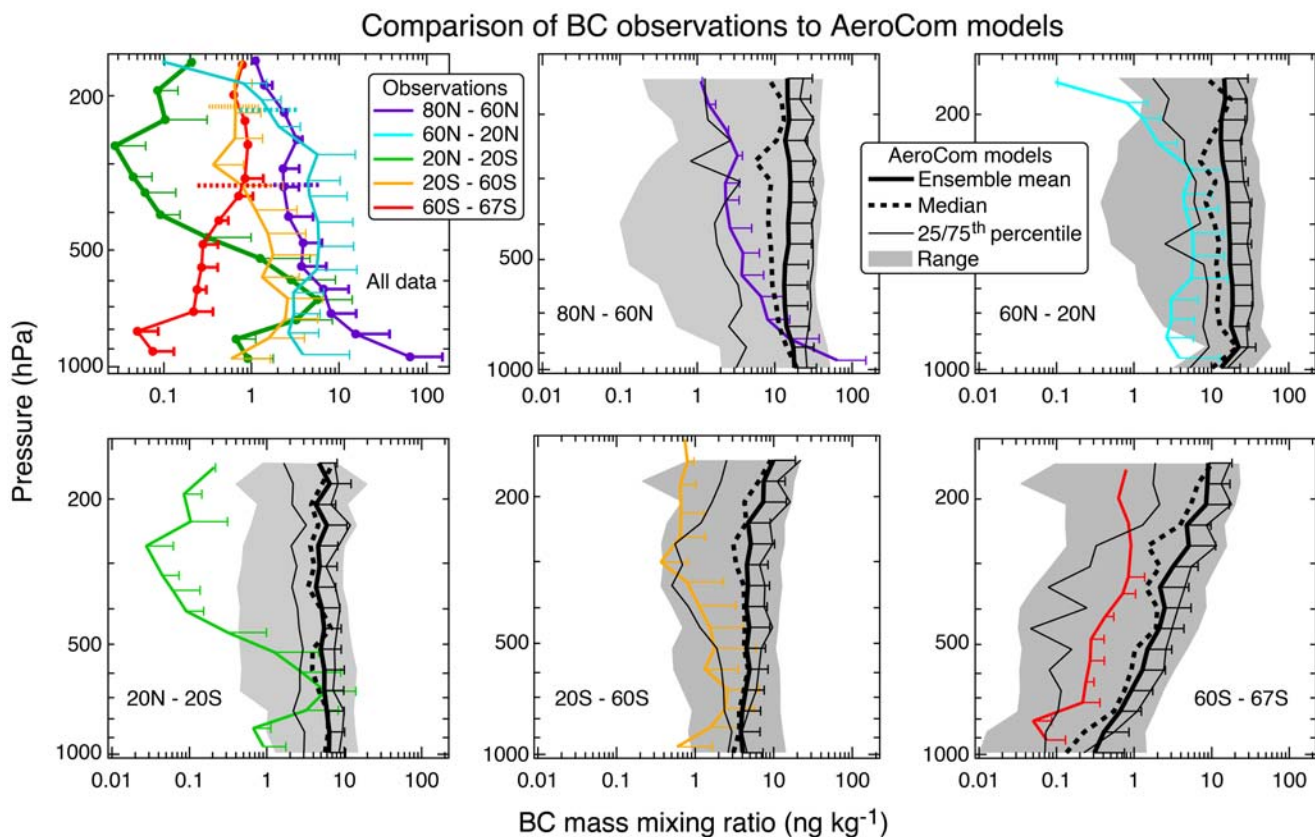 Comparison of BC observations to AeroCom models
Observations
80N - 60N
60N - 20N
20N - 20S
20S - 60S
60S - 67S
All data
200
500
1000
0.1
1
10
100
80N - 60N
200
500
1000
0.01
0.1
1
10
100
AeroCom models
Ensemble mean
Median
25/75th percentile
Range
60N - 20N
200
500
1000
0.01
0.1
1
10
100
Pressure (hPa)
20N - 20S
200
500
1000
0.01
0.1
1
10
100
20S - 60S
200
500
1000
0.01
0.1
1
10
100
60S - 67S
200
500
1000
0.01
0.1
1
10
100
BC mass mixing ratio (ng kg-1)